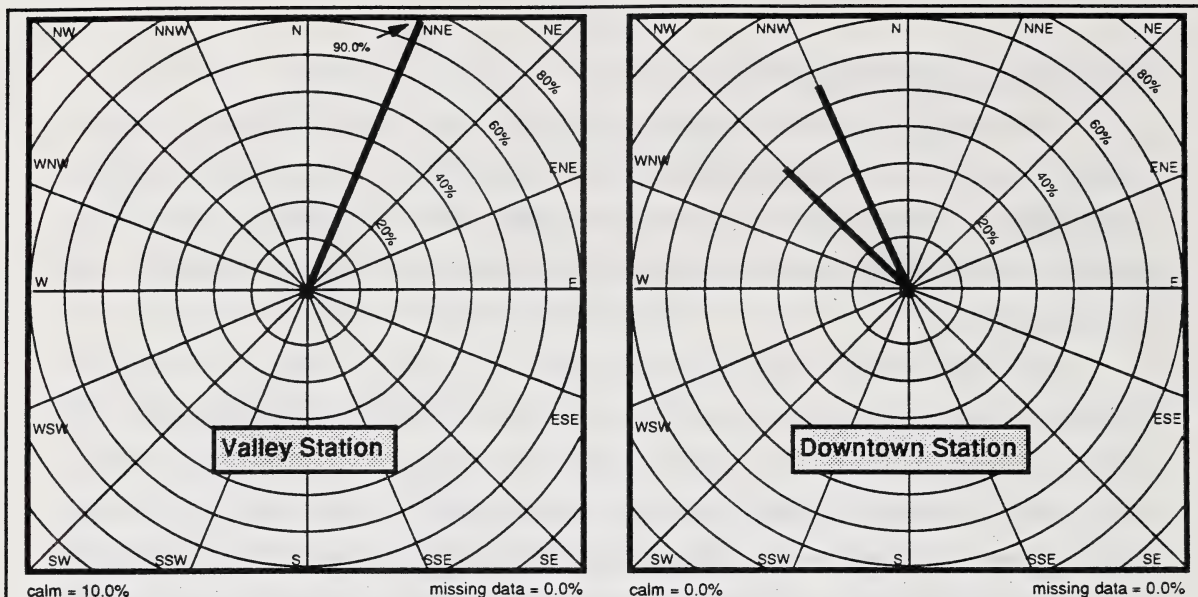 NW NNW N NNE NE
90.0%
80%
60%
WNW ENE
40%
20%
W E
WSW ESE
Valley Station
SW SSW S SSE SE
calm = 10.0% missing data = 0.0%
NW NNW N NNE NE
80%
60%
WNW ENE
40%
20%
W E
WSW ESE
Downtown Station
SW SSW S SSE SE
calm = 0.0% missing data = 0.0%